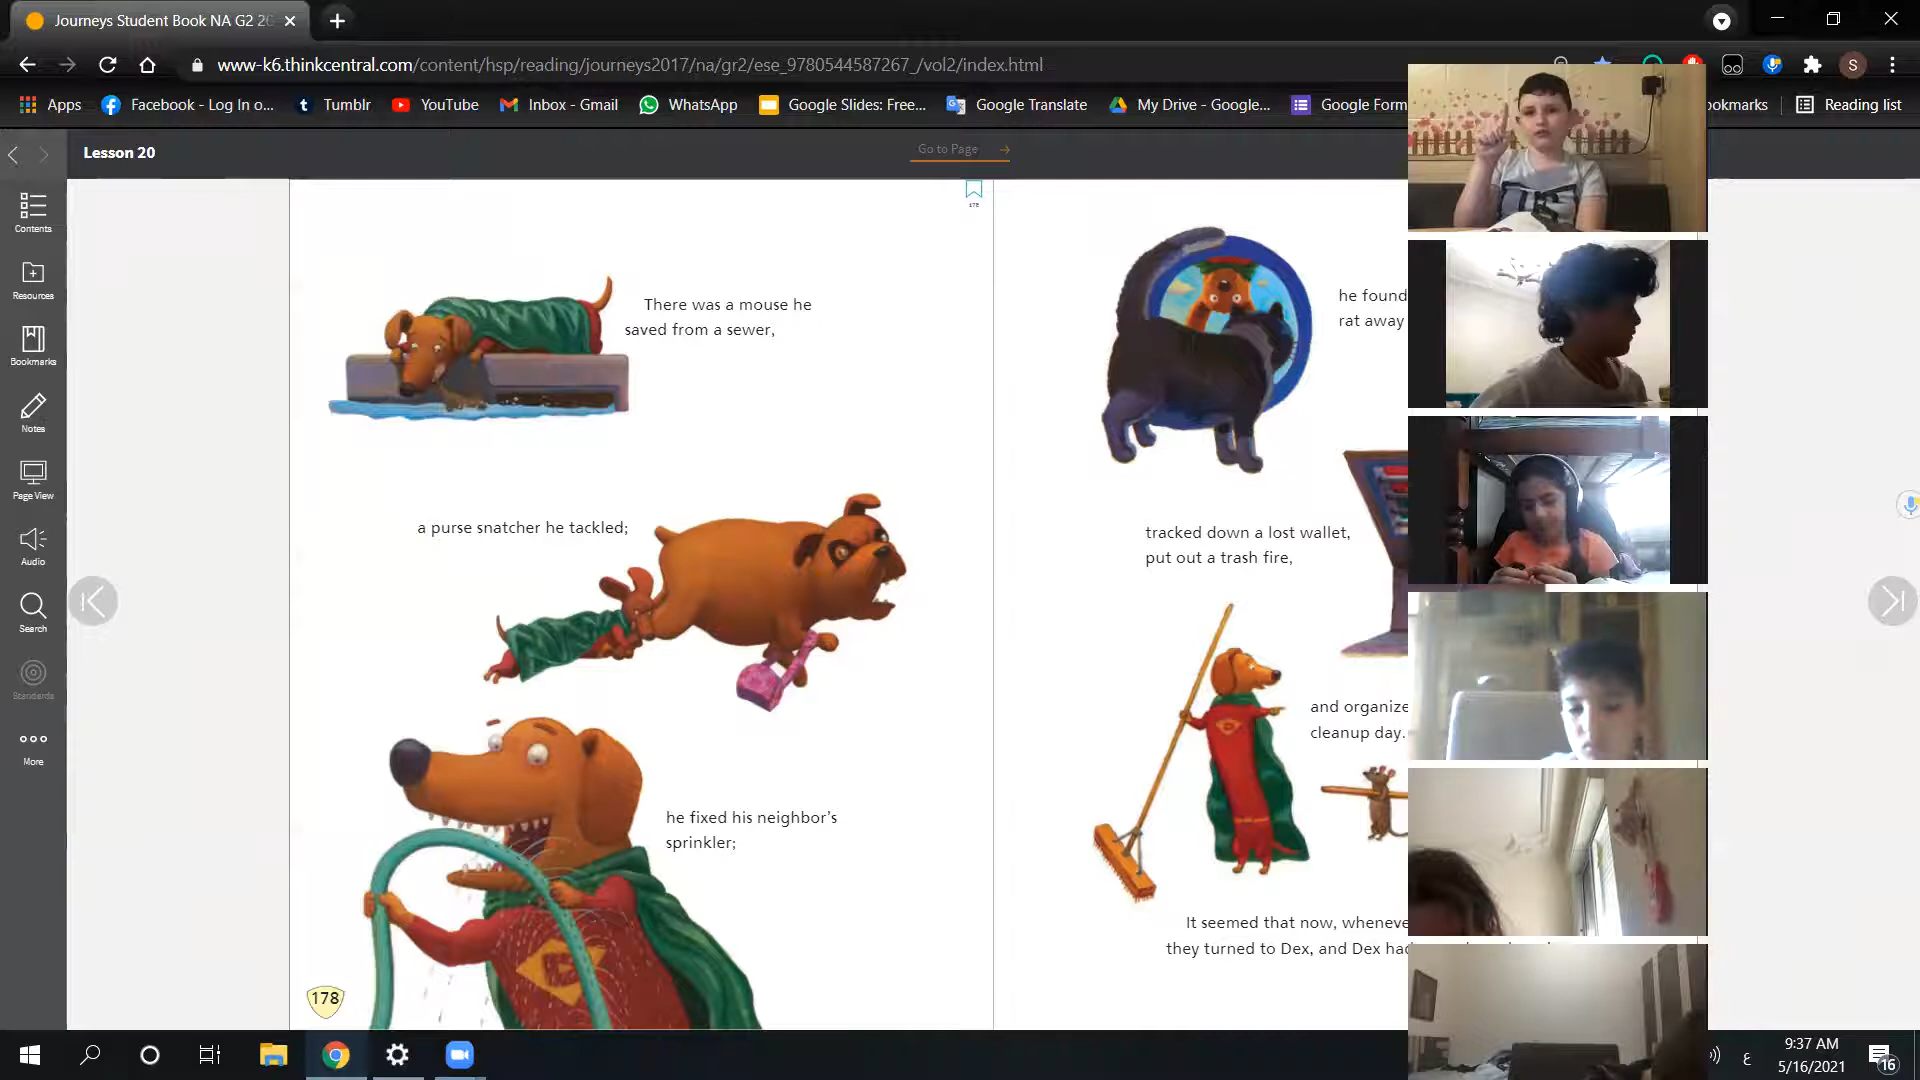 Journeys Student Book NA G2 20
www-k6.thinkcentral.com/content/hsp/reading/journeys2017/na/gr2/ese_9780544587267_/vol2/index.html
S
Apps
Facebook - Log In o...
Tumblr
YouTube
Inbox - Gmail
WhatsApp
Google Slides: Free...
Google Translate
My Drive - Google...
Google Form
ookmarks
Reading list
Lesson 20
Go to Page
Contents
Resources
Bookmarks
Notes
Page View
Audio
Search
Standards
More
178
There was a mouse he
saved from a sewer,
a purse snatcher he tackled;
he fixed his neighbor's
sprinkler;
G
178
he found
rat away
tracked down a lost wallet,
put out a trash fire,
and organize
cleanup day.
It seemed that now, wheneve
they turned to Dex, and Dex had
ع
9:37 AM
5/16/2021
16